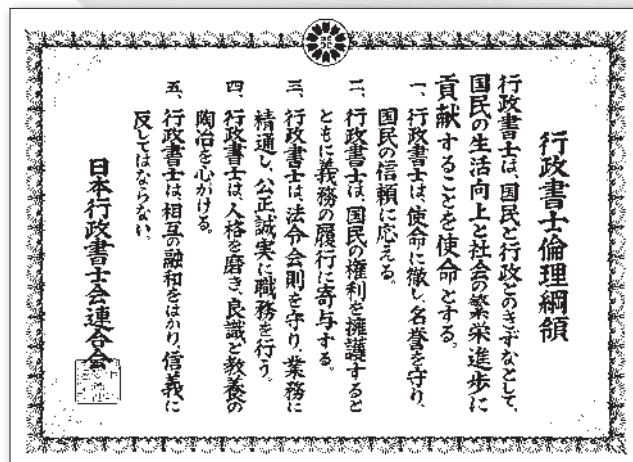 行政書士倫理綱領
行政書士は、国民と行政とのきずなとして、
国民の生活向上と社会の繁栄進歩に
貢献することを使命とする。
一、行政書士は、使命に徹し、名誉を守り、
国民の信頼に応える。
二、行政書士は、国民の権利を擁護すると
ともに義務の履行に寄与する。
三、行政書士は、法令会則を守り、業務に
精通し、公正誠実に職務を行う。
四、行政書士は、人格を磨き、良識と教養の
陶冶を心がける。
五、行政書士は、相互の融和をはかり、信義に
反してはならない。
日本行政書士会連合会